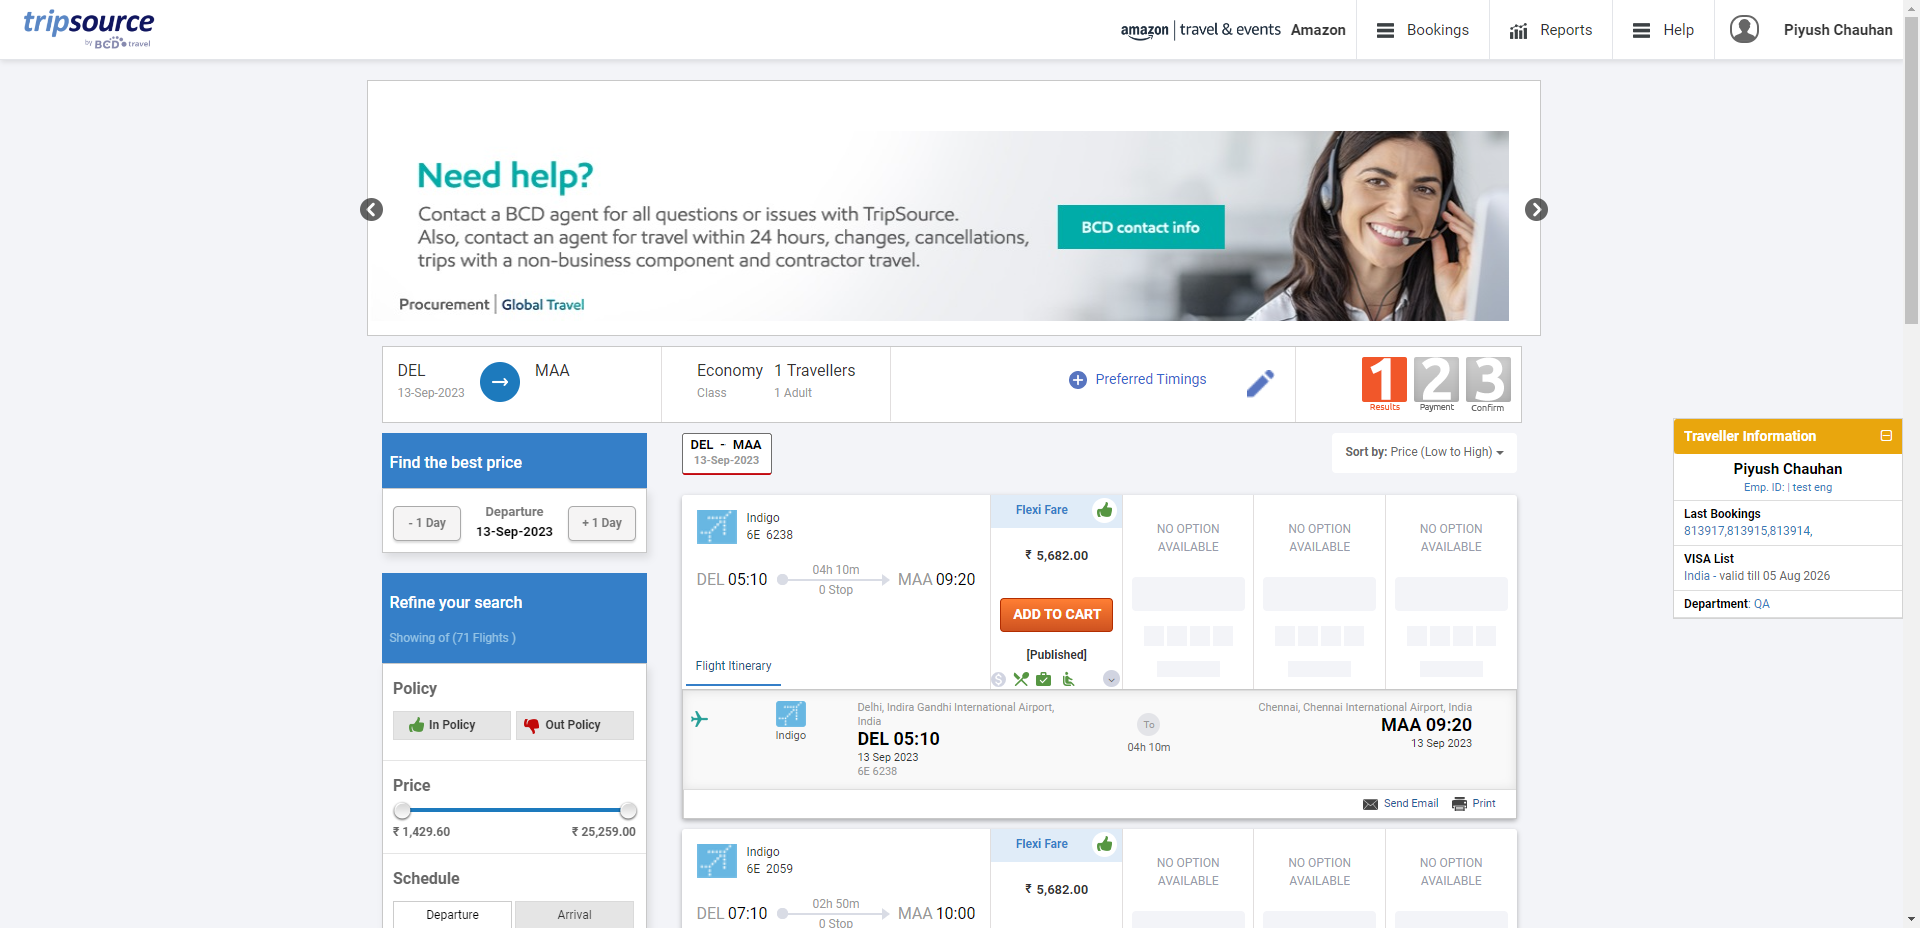 tripsource
by BCD travel
amazon | travel & events Amazon
Bookings
Reports
Help
Piyush Chauhan
Need help?
Contact a BCD agent for all questions or issues with TripSource.
Also, contact an agent for travel within 24 hours, changes, cancellations,
trips with a non-business component and contractor travel.
BCD contact info
Procurement | Global Travel
DEL
13-Sep-2023
MAA
Economy
Class
1 Travellers
1 Adult
Preferred Timings
1 2 3
Results Payment Confirm
Find the best price
- 1 Day
Departure
13-Sep-2023
+ 1 Day
Refine your search
Showing of (71 Flights )
Policy
In Policy
Out Policy
Price
₹ 1,429.60
₹ 25,259.00
Schedule
Departure
Arrival
DEL - MAA
13-Sep-2023
Sort by: Price (Low to High)
Indigo
6E 6238
DEL 05:10
04h 10m
0 Stop
MAA 09:20
Flight Itinerary
Flexi Fare
₹ 5,682.00
ADD TO CART
[Published]
NO OPTION
AVAILABLE
NO OPTION
AVAILABLE
NO OPTION
AVAILABLE
Indigo
Delhi, Indira Gandhi International Airport,
India
DEL 05:10
13 Sep 2023
6E 6238
To
04h 10m
Chennai, Chennai International Airport, India
MAA 09:20
13 Sep 2023
Send Email
Print
Indigo
6E 2059
DEL 07:10
02h 50m
0 Stop
MAA 10:00
Flexi Fare
₹ 5,682.00
NO OPTION
AVAILABLE
NO OPTION
AVAILABLE
NO OPTION
AVAILABLE
Traveller Information
Piyush Chauhan
Emp. ID: | test eng
Last Bookings
813917,813915,813914,
VISA List
India - valid till 05 Aug 2026
Department: QA